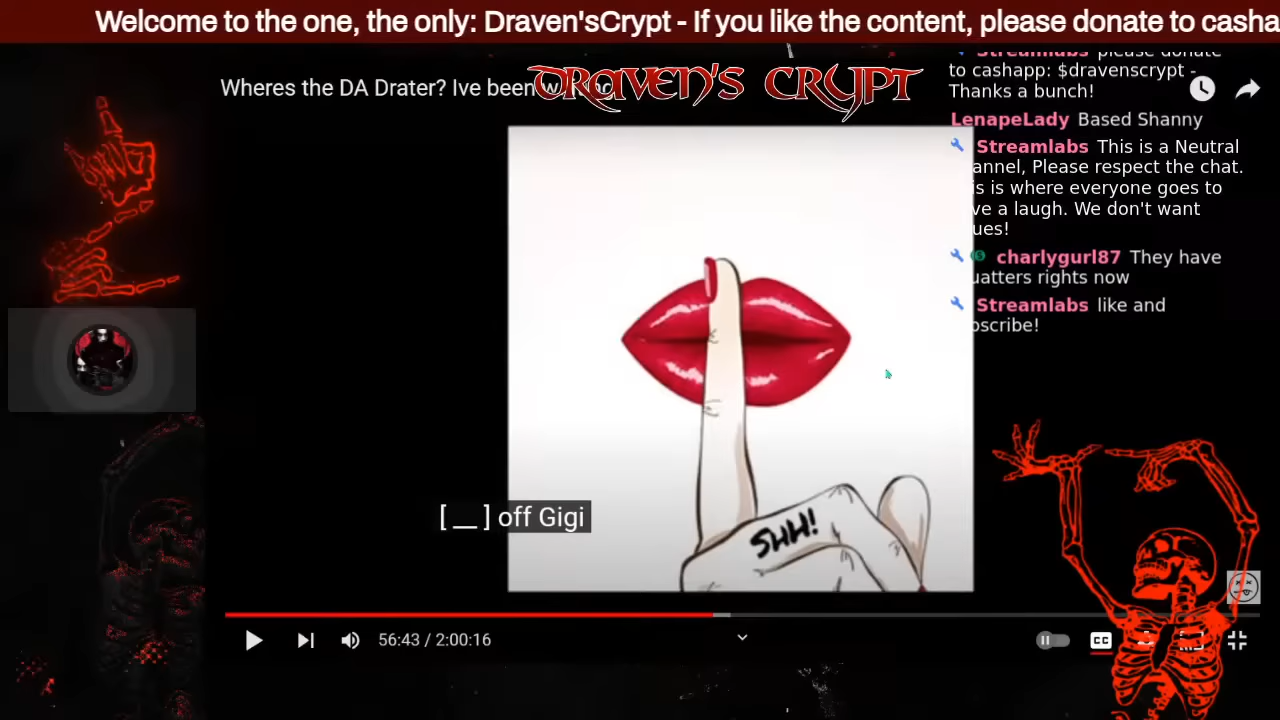 Welcome to the one, the only: Draven'sCrypt - If you like the content, please donate to casha
Wheres the DA Drater? Ive been
DRAVEN'S CRYPT
Streamlabs please donate
to cashapp: $dravenscrypt -
Thanks a bunch!
LenapeLady Based Shanny
Streamlabs This is a Neutral
annel, Please respect the chat.
is is where everyone goes to
ve a laugh. We don't want
ues!
charlygurl87 They have
uatters rights now
Streamlabs like and
bscribe!
SHH!
[ __ ] off Gigi
56:43 / 2:00:16
CC